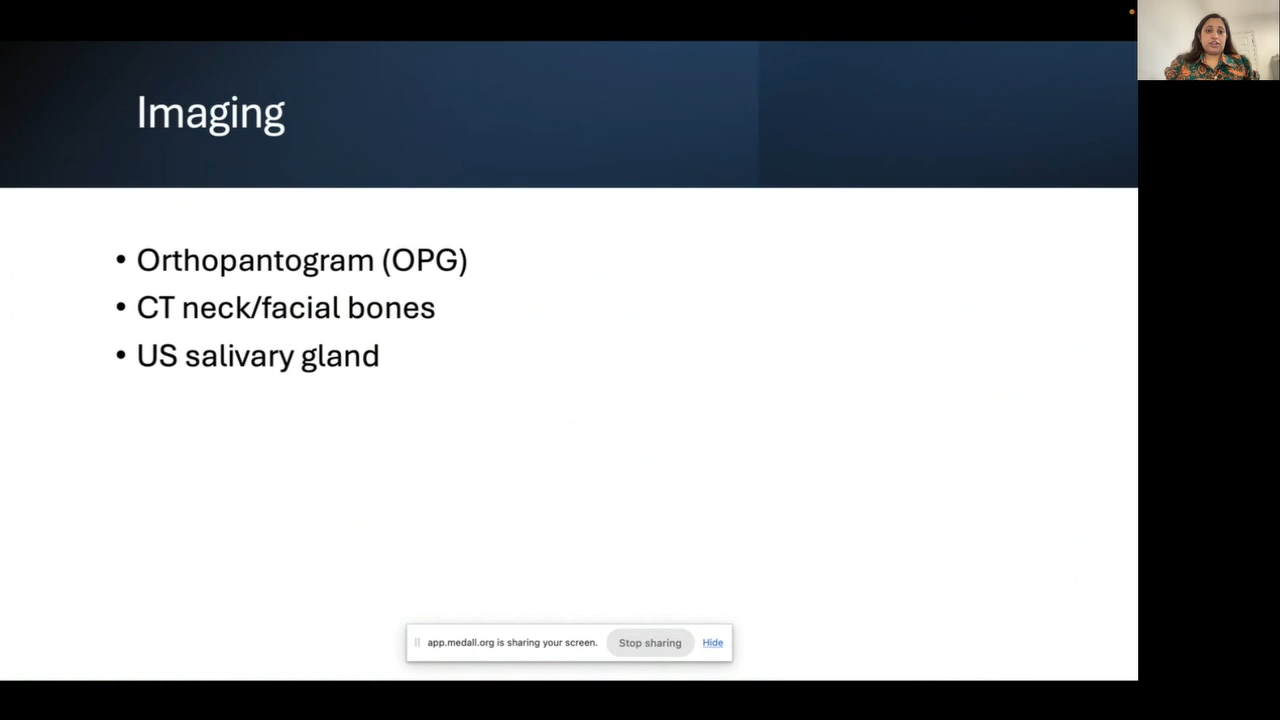 Imaging
• Orthopantogram (OPG)
• CT neck/facial bones
• US salivary gland
app.medall.org is sharing your screen. Stop sharing Hide